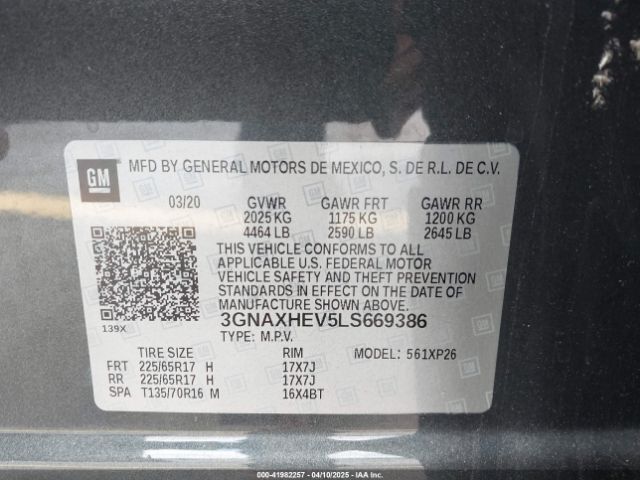 GM
MFD BY GENERAL MOTORS DE MEXICO, S. DE R.L. DE C.V.
03/20 GVWR GAWR FRT GAWR RR
2025 KG 1175 KG 1200 KG
4464 LB 2590 LB 2645 LB
THIS VEHICLE CONFORMS TO ALL
APPLICABLE U.S. FEDERAL MOTOR
VEHICLE SAFETY AND THEFT PREVENTION
STANDARDS IN EFFECT ON THE DATE OF
MANUFACTURE SHOWN ABOVE.
139X
3GNAXHEV5LS669386
TYPE: M.P.V.
TIRE SIZE RIM MODEL: 561XP26
FRT 225/65R17 H 17X7J
RR 225/65R17 H 17X7J
SPA T135/70R16 M 16X4BT
000-41982257 - 04/10/2025 - IAAI.COM